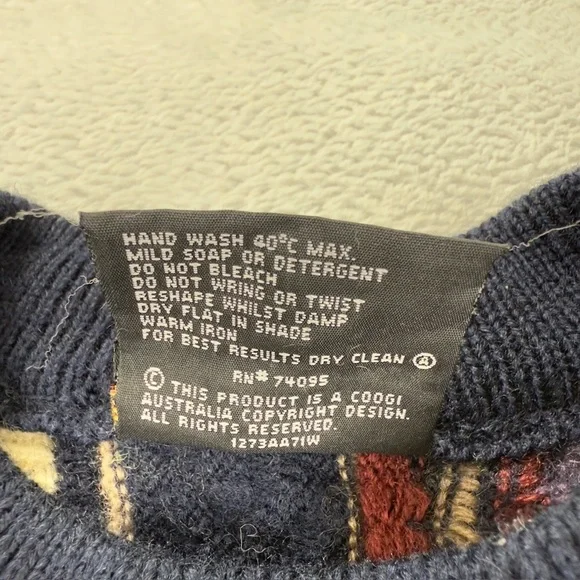 HAND WASH 40°C MAX.
MILD SOAP OR DETERGENT
DO NOT BLEACH
DO NOT WRING OR TWIST
RESHAPE WHILST DAMP
DRY FLAT IN SHADE
WARM IRON
FOR BEST RESULTS DRY CLEAN Ⓐ
RN# 74095
© THIS PRODUCT IS A COOGI
AUSTRALIA COPYRIGHT DESIGN.
ALL RIGHTS RESERVED.
1273AA71W